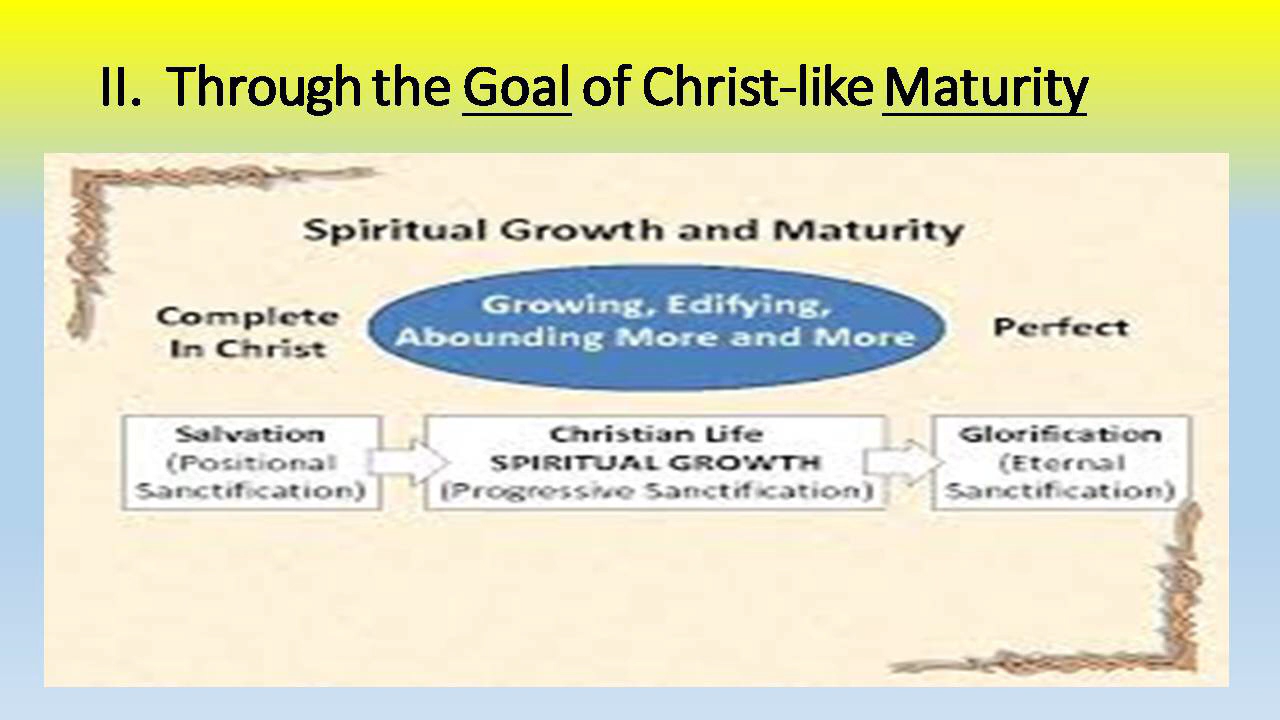 II. Through the Goal of Christ-like Maturity
Spiritual Growth and Maturity
Complete
In Christ
Growing, Edifying,
Abounding More and More
Perfect
Salvation
(Positional
Sanctification)
Christian Life
SPIRITUAL GROWTH
(Progressive Sanctification)
Glorification
(Eternal
Sanctification)